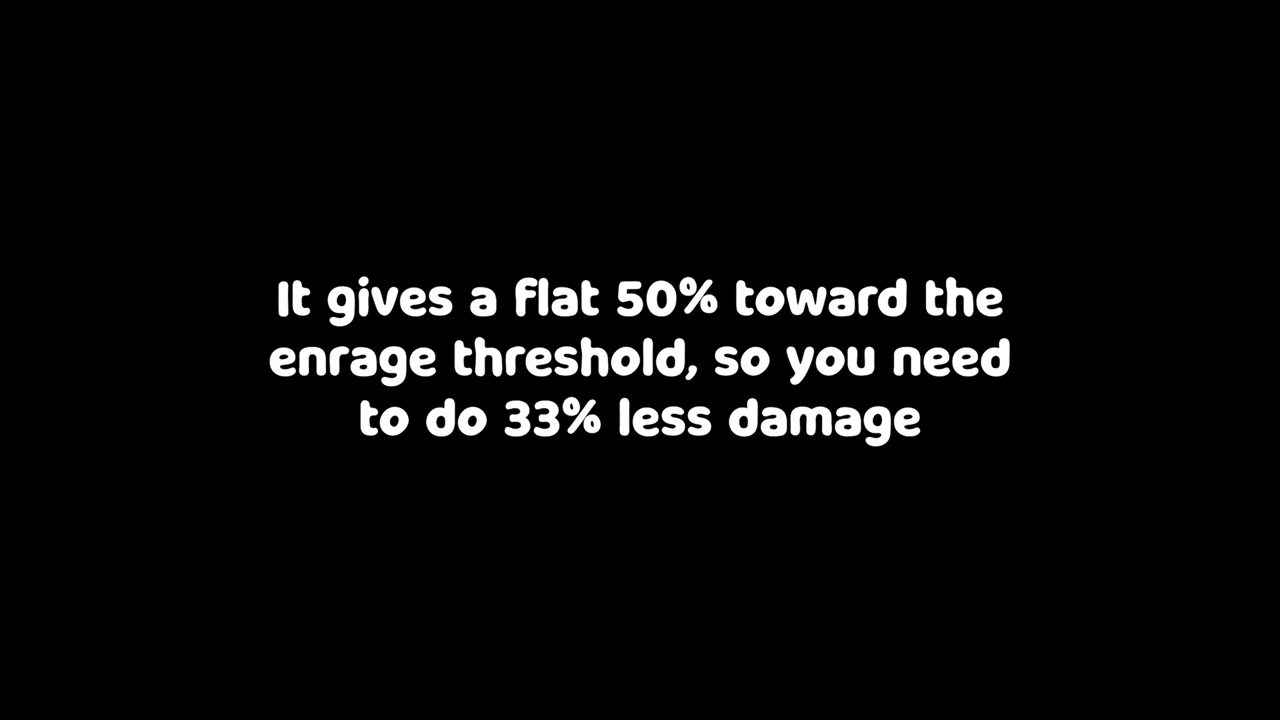 It gives a flat 50% toward the
enrage threshold, so you need
to do 33% less damage